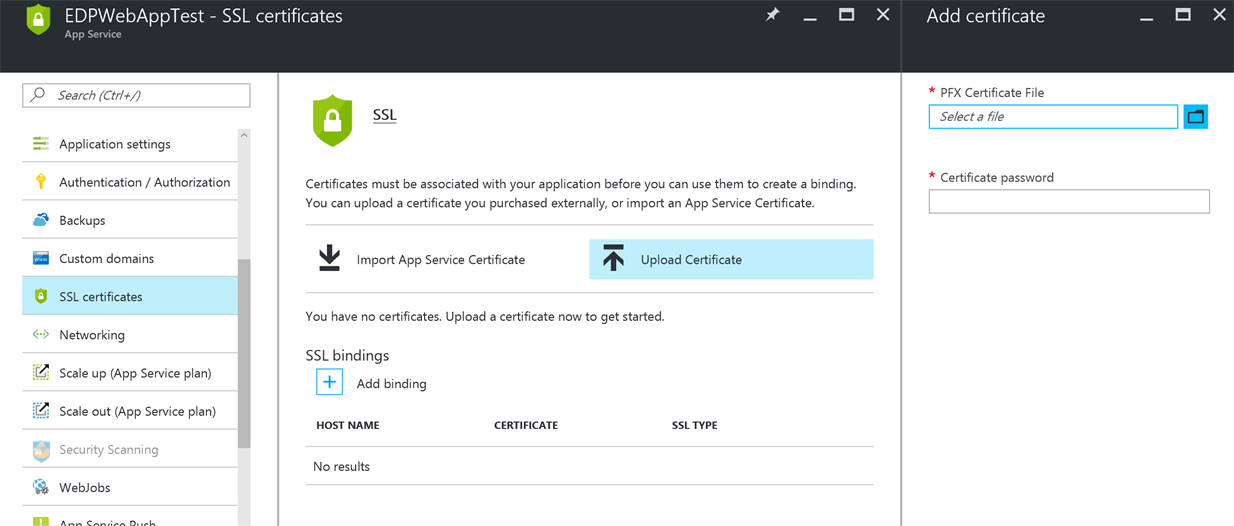 EDPWebAppTest - SSL certificates
App Service
Search (Ctrl+/)
Application settings
Authentication / Authorization
Backups
Custom domains
SSL certificates
Networking
Scale up (App Service plan)
Scale out (App Service plan)
Security Scanning
WebJobs
App Service Push
SSL
Certificates must be associated with your application before you can use them to create a binding.
You can upload a certificate you purchased externally, or import an App Service Certificate.
Import App Service Certificate
Upload Certificate
You have no certificates. Upload a certificate now to get started.
SSL bindings
Add binding
HOST NAME CERTIFICATE SSL TYPE
No results
Add certificate
* PFX Certificate File
Select a file
* Certificate password